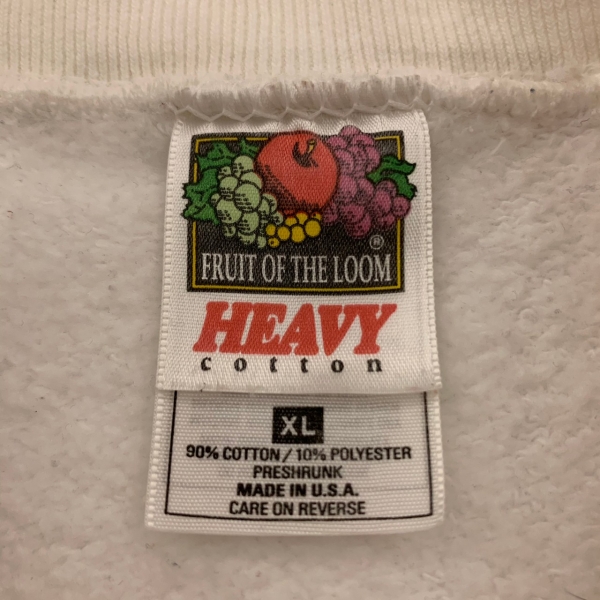 ®
FRUIT OF THE LOOM
HEAVY
cotton
XL
90% COTTON / 10% POLYESTER
PRESHRUNK
MADE IN U.S.A.
CARE ON REVERSE